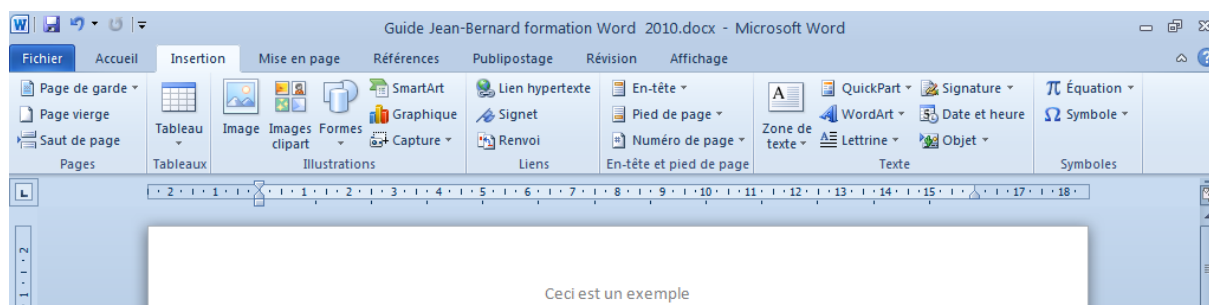 Guide Jean-Bernard formation Word 2010.docx - Microsoft Word
Fichier Accueil Insertion Mise en page Références Publipostage Révision Affichage
Page de garde SmartArt Lien hypertexte En-tête QuickPart Signature Équation
Page vierge Graphique Signet Pied de page WordArt Date et heure Symbole
Saut de page Tableau Image Images clipart Formes Capture Renvoi Numéro de page Zone de texte Lettrine Objet
Pages Tableaux Illustrations Liens En-tête et pied de page Texte Symboles
2 1 1 2 3 4 5 6 7 8 9 10 11 12 13 14 15 17 18
2
1
Ceci est un exemple